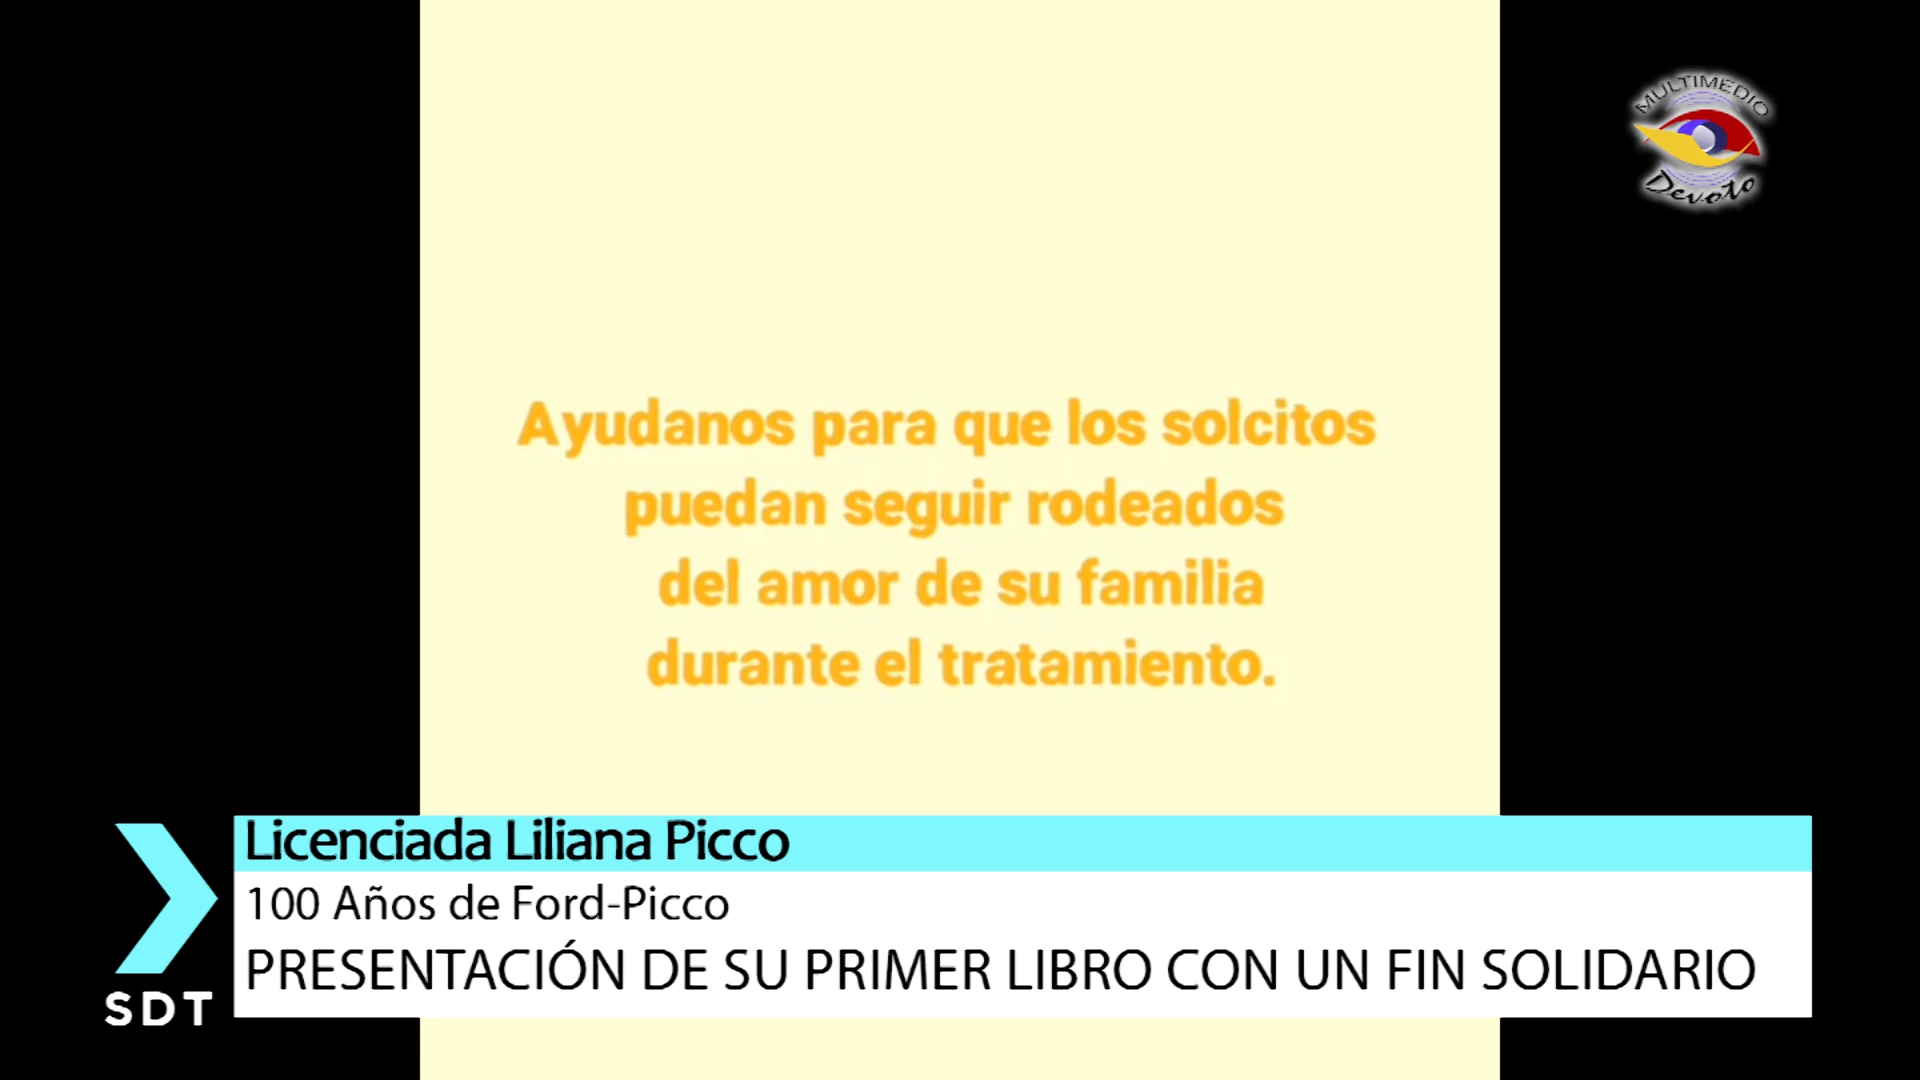 MULTIMEDIO
Devoto
Ayudanos para que los solcitos
puedan seguir rodeados
del amor de su familia
durante el tratamiento.
Licenciada Liliana Picco
100 Años de Ford-Picco
PRESENTACIÓN DE SU PRIMER LIBRO CON UN FIN SOLIDARIO
SDT